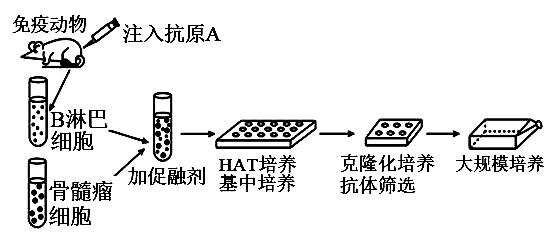 免疫动物
注入抗原A
B淋巴
细胞
骨髓瘤
细胞
加促融剂
HAT培养
基中培养
克隆化培养
抗体筛选
大规模培养